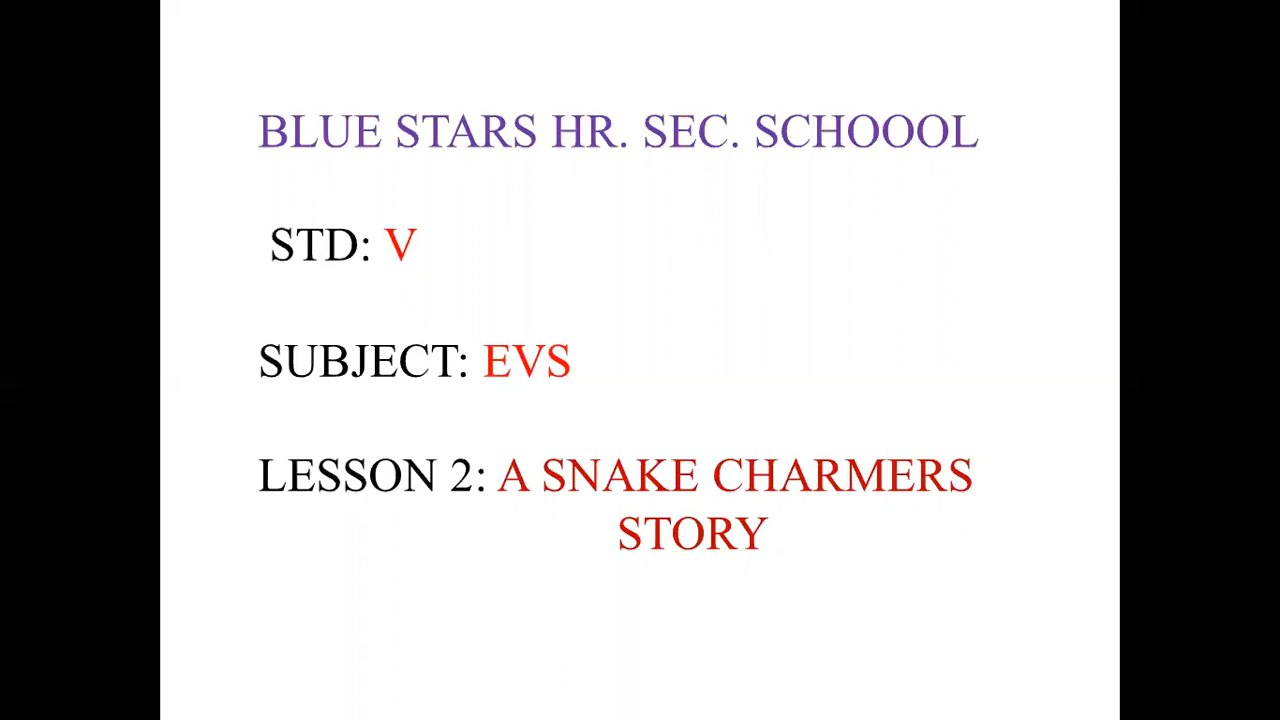 BLUE STARS HR. SEC. SCHOOOL
STD: V
SUBJECT: EVS
LESSON 2: A SNAKE CHARMERS
STORY